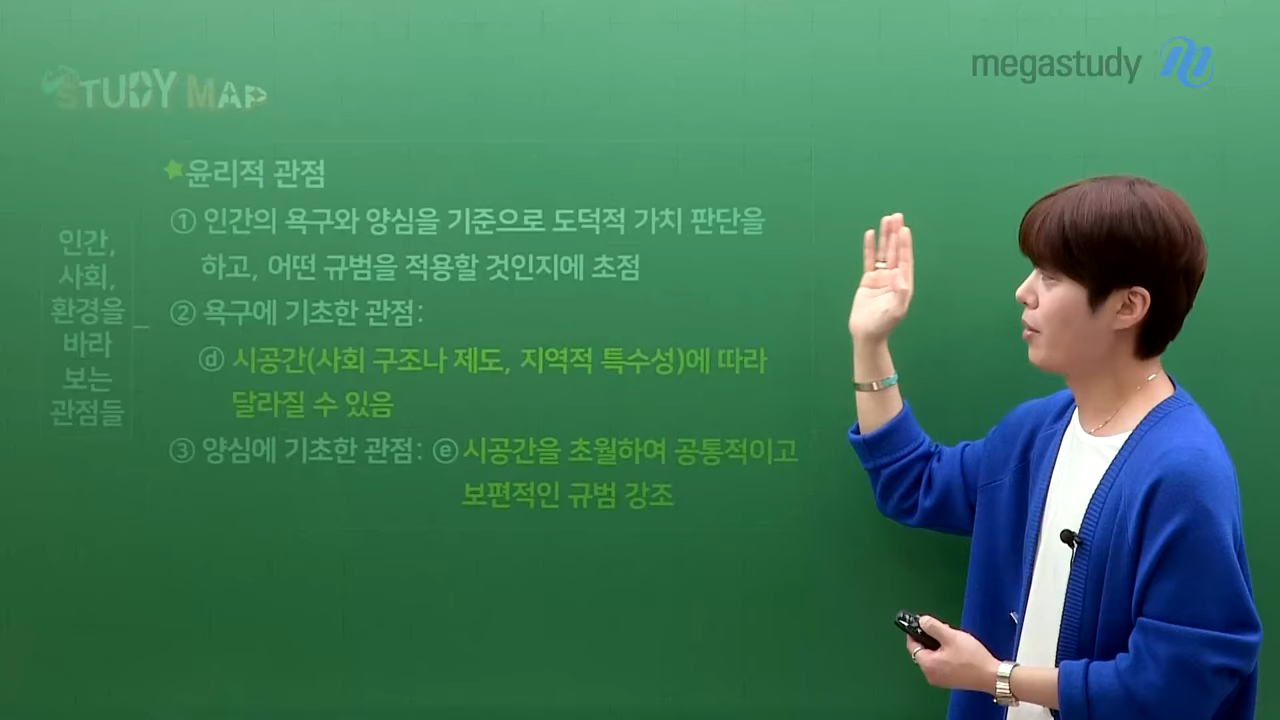 megastudy
STUDY MAP
인간,
사회,
환경을
바라
보는
관점들
윤리적 관점
① 인간의 욕구와 양심을 기준으로 도덕적 가치 판단을
하고, 어떤 규범을 적용할 것인지에 초점
② 욕구에 기초한 관점:
ⓓ 시공간(사회 구조나 제도, 지역적 특수성)에 따라
달라질 수 있음
③ 양심에 기초한 관점: ⓔ 시공간을 초월하여 공통적이고
보편적인 규범 강조